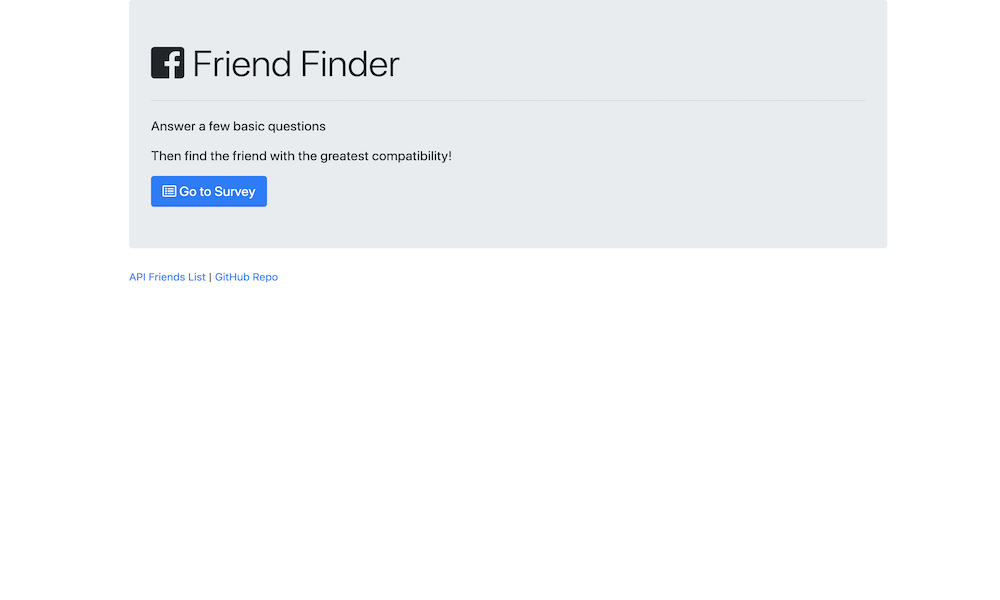 Friend Finder
Answer a few basic questions
Then find the friend with the greatest compatibility!
Go to Survey
API Friends List | GitHub Repo